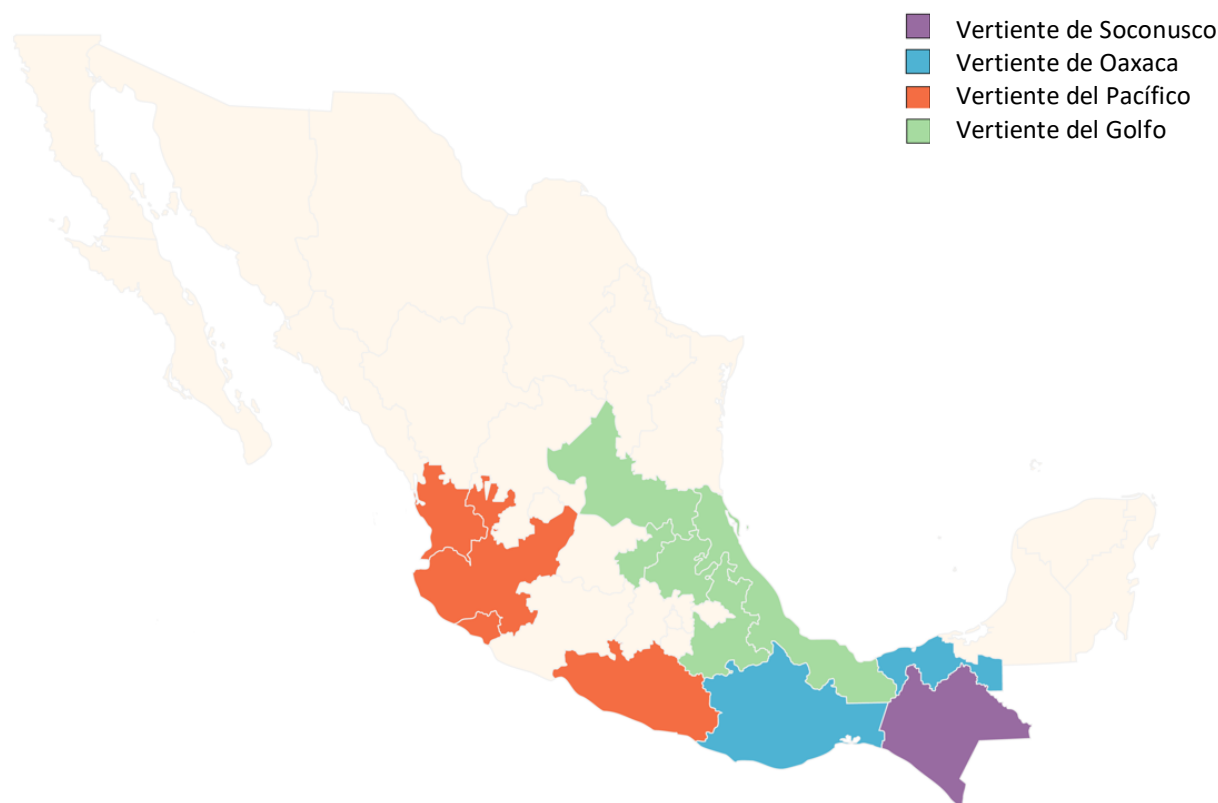 Vertiente de Soconusco
Vertiente de Oaxaca
Vertiente del Pacífico
Vertiente del Golfo